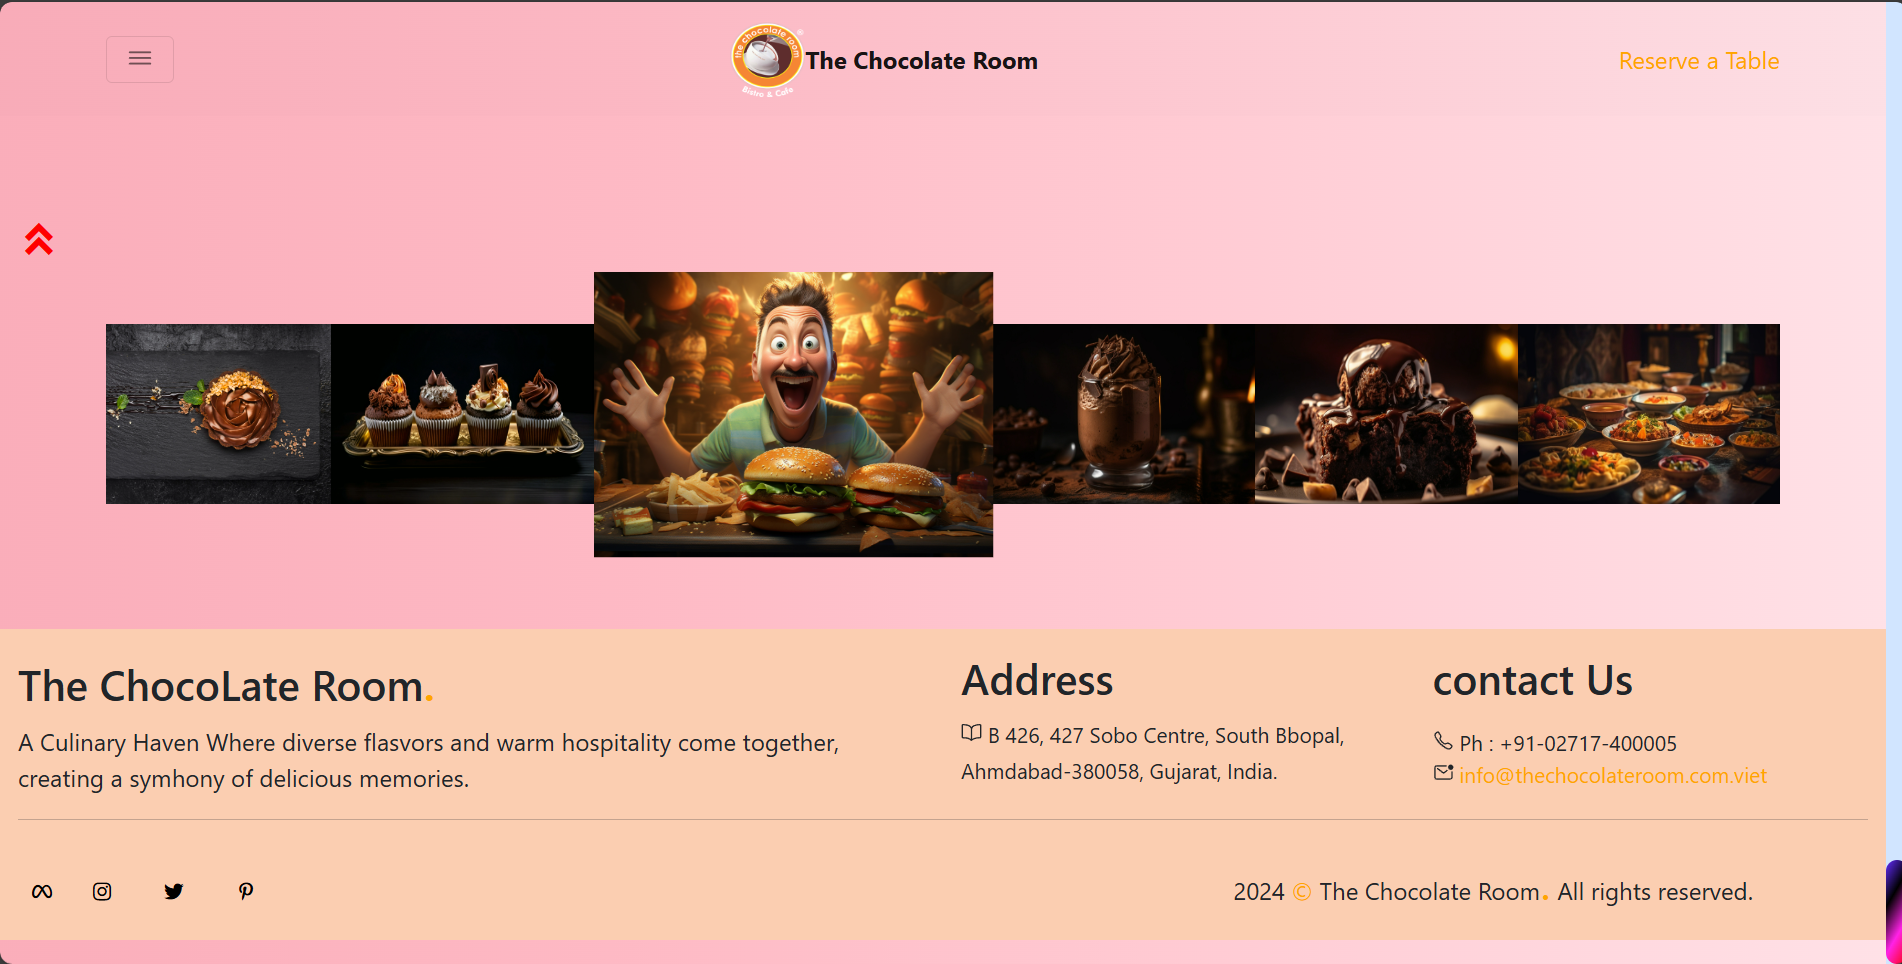 the chocolate room
Bistro & Cafe
The Chocolate Room
Reserve a Table
The ChocoLate Room.
A Culinary Haven Where diverse flasvors and warm hospitality come together,
creating a symhony of delicious memories.
Address
B 426, 427 Sobo Centre, South Bbopal,
Ahmdabad-380058, Gujarat, India.
contact Us
Ph : +91-02717-400005
info@thechocolateroom.com.viet
2024 © The Chocolate Room. All rights reserved.